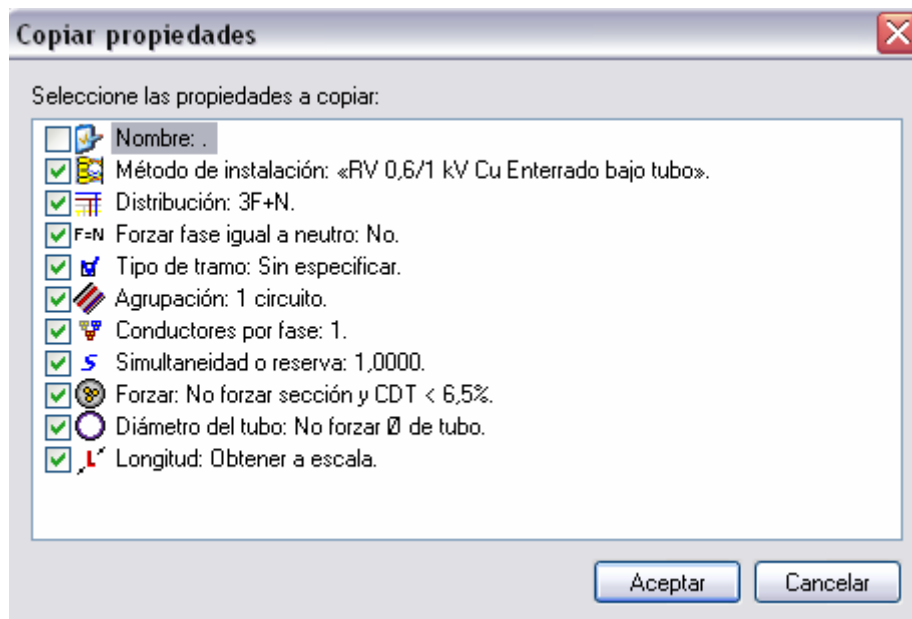 Copiar propiedades
Seleccione las propiedades a copiar:
Nombre: .
Método de instalación: «RV 0,6/1 kV Cu Enterrado bajo tubo».
Distribución: 3F+N.
F=N Forzar fase igual a neutro: No.
Tipo de tramo: Sin especificar.
Agrupación: 1 circuito.
Conductores por fase: 1.
S Simultaneidad o reserva: 1,0000.
Forzar: No forzar sección y CDT < 6,5%.
Diámetro del tubo: No forzar Ø de tubo.
L Longitud: Obtener a escala.
Aceptar Cancelar